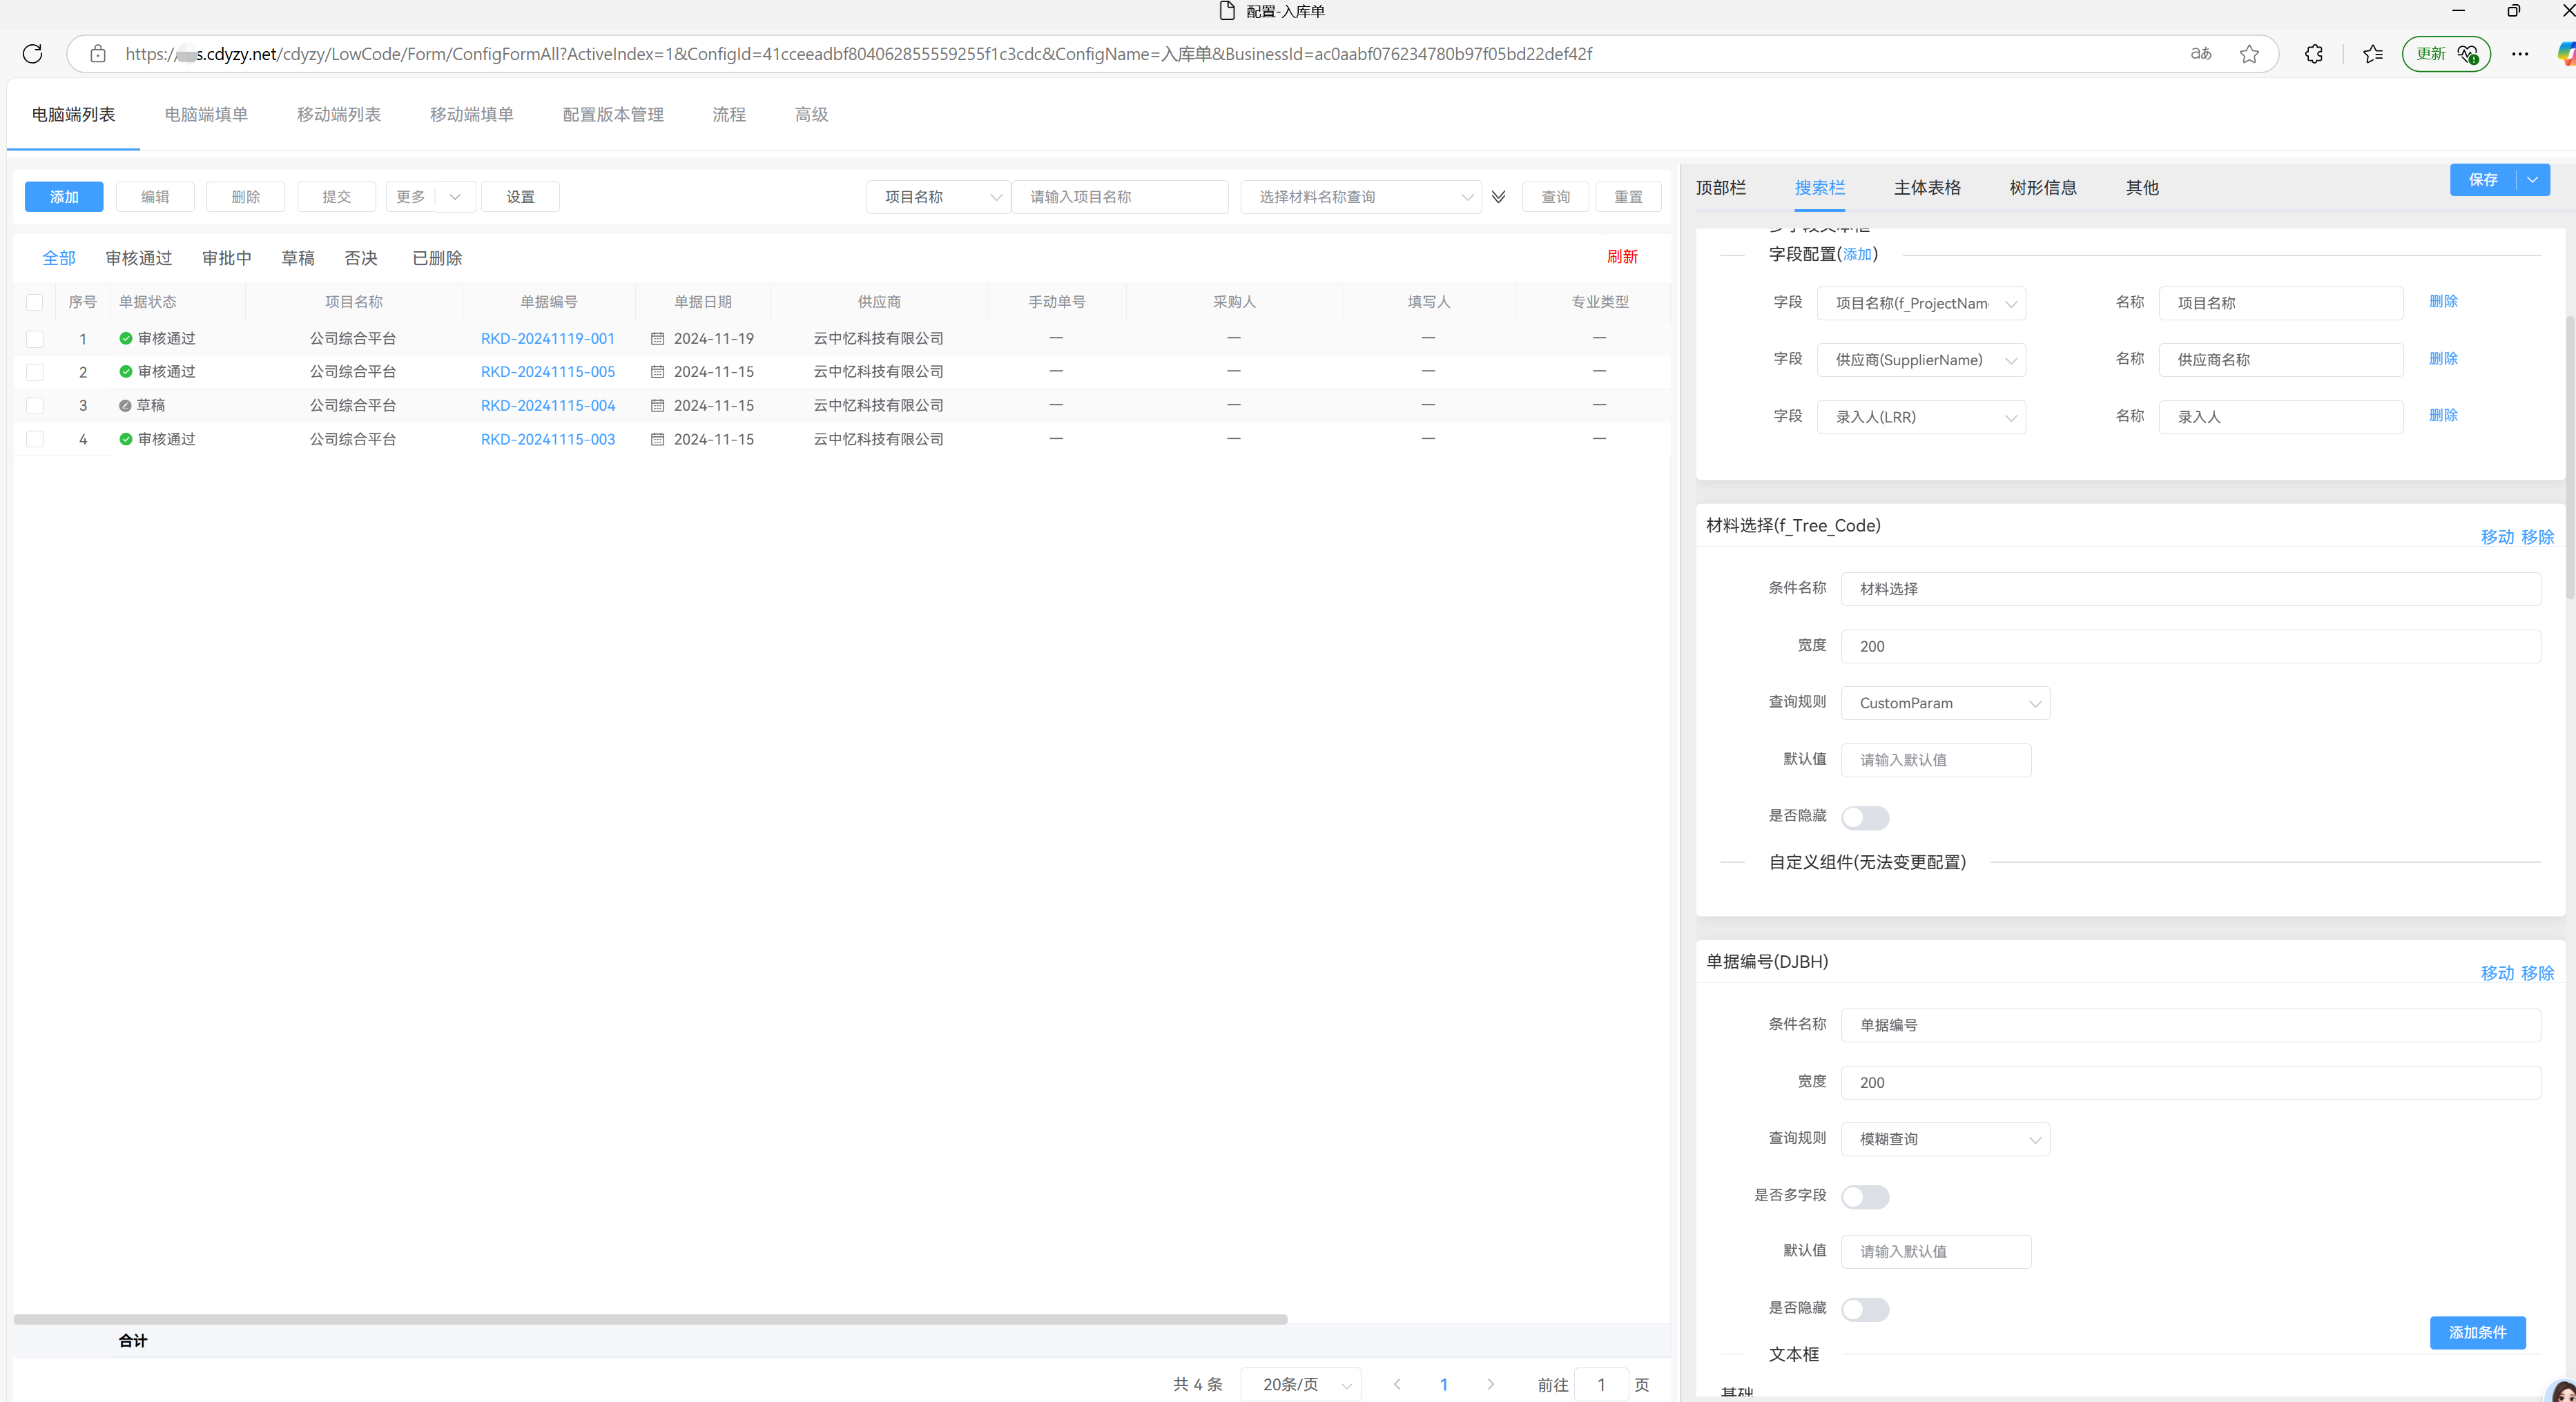 配置-入库单
https://s.cdyzy.net/cdyzy/LowCode/Form/ConfigFormAll?ActiveIndex=1&ConfigId=41cceeadbf804062855559255f1c3cdc&ConfigName=入库单&BusinessId=ac0aabf076234780b97f05bd22def42f
更新
电脑端列表 电脑端填单 移动端列表 移动端填单 配置版本管理 流程 高级
添加 编辑 删除 提交 更多 设置 项目名称 请输入项目名称 选择材料名称查询 查询 重置
全部 审核通过 审批中 草稿 否决 已删除 刷新
序号 单据状态 项目名称 单据编号 单据日期 供应商 手动单号 采购人 填写人 专业类型
1 审核通过 公司综合平台 RKD-20241119-001 2024-11-19 云中忆科技有限公司 — — — —
2 审核通过 公司综合平台 RKD-20241115-005 2024-11-15 云中忆科技有限公司 — — — —
3 草稿 公司综合平台 RKD-20241115-004 2024-11-15 云中忆科技有限公司 — — — —
4 审核通过 公司综合平台 RKD-20241115-003 2024-11-15 云中忆科技有限公司 — — — —
合计
共 4 条 20条/页 1 前往 1 页
顶部栏 搜索栏 主体表格 树形信息 其他 保存
字段配置(添加)
字段 项目名称(f_ProjectNam 名称 项目名称 删除
字段 供应商(SupplierName) 名称 供应商名称 删除
字段 录入人(LRR) 名称 录入人 删除
材料选择(f_Tree_Code)
移动 移除
条件名称 材料选择
宽度 200
查询规则 CustomParam
默认值 请输入默认值
是否隐藏
自定义组件(无法变更配置)
单据编号(DJBH)
移动 移除
条件名称 单据编号
宽度 200
查询规则 模糊查询
是否多字段
默认值 请输入默认值
是否隐藏
添加条件
文本框
基础